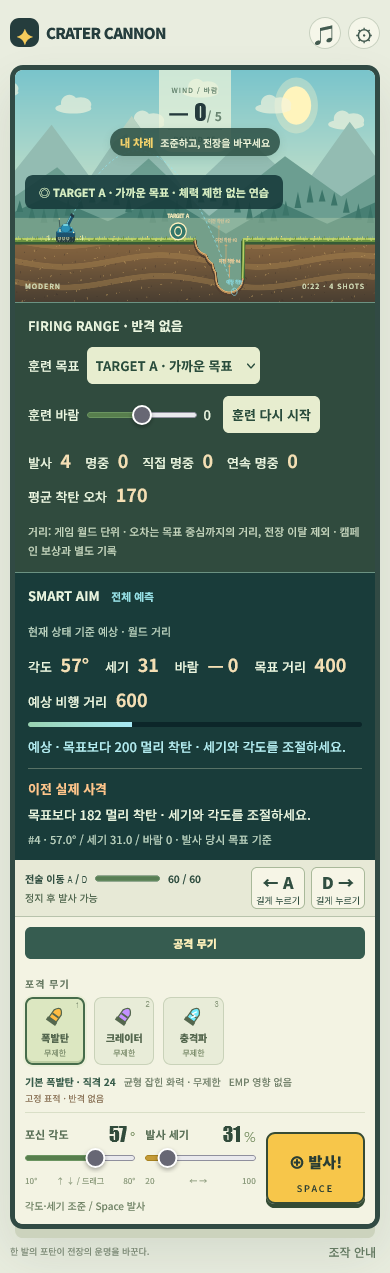 CRATER CANNON
WIND / 바람
— 0 / 5
내 차례 조준하고, 전장을 바꾸세요
◎ TARGET A · 가까운 목표 · 체력 제한 없는 연습
TARGET A
MODERN
0:22 · 4 SHOTS
FIRING RANGE · 반격 없음
훈련 목표 TARGET A · 가까운 목표
훈련 바람 0 훈련 다시 시작
발사 4 명중 0 직접 명중 0 연속 명중 0
평균 착탄 오차 170
거리: 게임 월드 단위 · 오차는 목표 중심까지의 거리, 전장 이탈 제외 · 캠페
인 보상과 별도 기록
SMART AIM 전체 예측
현재 상태 기준 예상 · 월드 거리
각도 57° 세기 31 바람 — 0 목표 거리 400
예상 비행 거리 600
예상 · 목표보다 200 멀리 착탄 · 세기와 각도를 조절하세요.
이전 실제 사격
목표보다 182 멀리 착탄 · 세기와 각도를 조절하세요.
#4 · 57.0° / 세기 31.0 / 바람 0 · 발사 당시 목표 기준
전술 이동 A / D 60 / 60
정지 후 발사 가능
← A
길게 누르기
D →
길게 누르기
공격 무기
포격 무기
1
폭발탄
무제한
2
크레이터
무제한
3
충격파
무제한
기본 폭발탄 · 직격 24 균형 잡힌 화력 · 무제한 EMP 영향 없음
고정 표적 · 반격 없음
포신 각도 57°
10° ↑ ↓ / 드래그 80°
발사 세기 31 %
20 ←→ 100
발사!
SPACE
각도·세기 조준 / Space 발사
한 발의 포탄이 전장의 운명을 바꾼다.
조작 안내